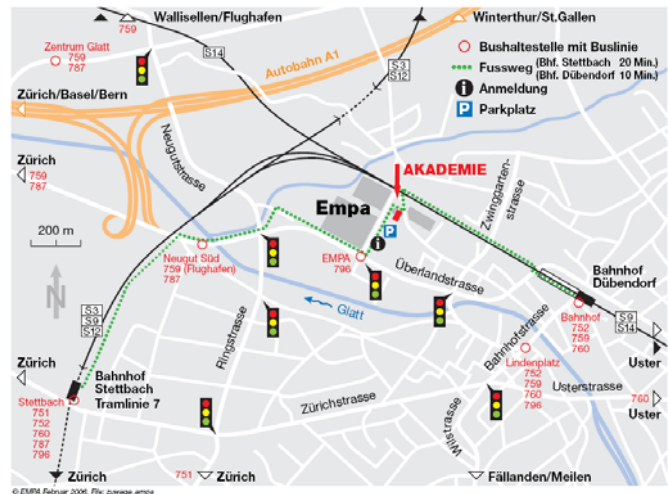 759
Wallisellen/Flughafen
Winterthur/St.Gallen
Zentrum Glatt
759
787
S14
S3
S12
Autobahn A1
Bushaltestelle mit Buslinie
Fussweg (Bhf. Stettbach 20 Min.)
(Bhf. Dübendorf 10 Min.)
i Anmeldung
P Parkplatz
Zürich/Basel/Bern
Neugutstrasse
Zürich
759
787
AKADEMIE
Zwinggarten-
strasse
Empa
200 m
N
P
i
Neugut Süd
759 (Flughafen)
787
EMPA
796
Überlandstrasse
Bahnhof
Dübendorf
S3
S9
S12
Glatt
Ringstrasse
Bahnhofstrasse
Bahnhof
752
759
760
S9
S14
Uster
Zürich
Bahnhof
Stettbach
Tramlinie 7
Stettbach
751
752
760
787
796
Lindenplatz
752
759
760
796
Usterstrasse
760
Uster
Zürichstrasse
Wilstrasse
Zürich
751
Zürich
Fällanden/Meilen
© EMPA Februar 2006, File: zuwege_empa